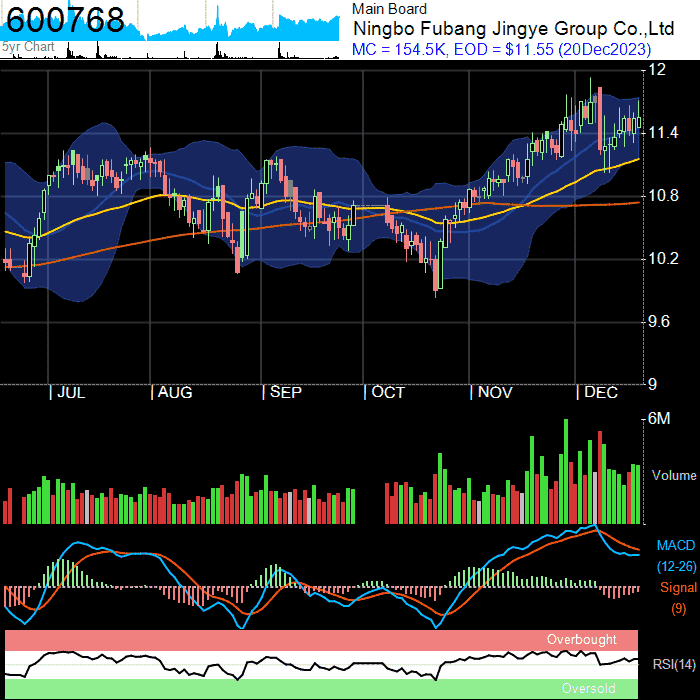 600768
5yr Chart
Main Board
Ningbo Fubang Jingye Group Co.,Ltd
MC = 154.5K, EOD = $11.55 (20Dec2023)
12
11.4
10.8
10.2
9.6
9
| JUL | AUG | SEP | OCT | NOV | DEC
6M
Volume
MACD
(12-26)
Signal
(9)
Overbought
RSI(14)
Oversold